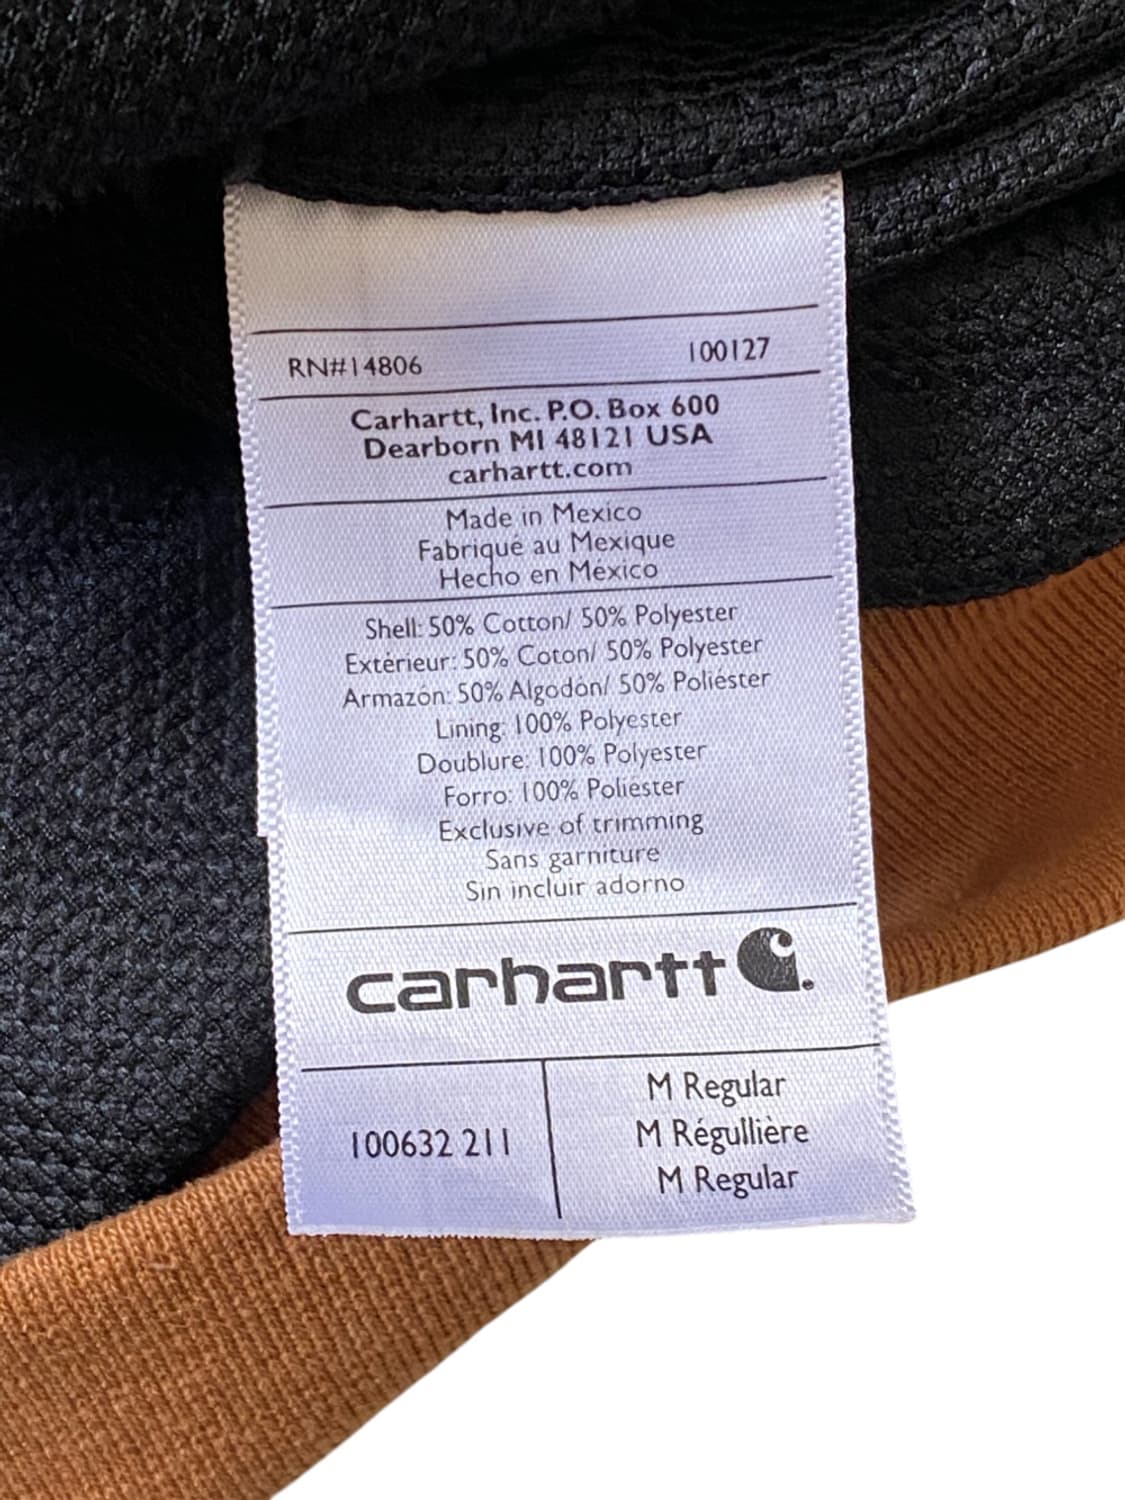 RN#14806 100127
Carhartt, Inc. P.O. Box 600
Dearborn MI 48121 USA
carhartt.com
Made in Mexico
Fabriqué au Mexique
Hecho en México
Shell: 50% Cotton/ 50% Polyester
Extérieur: 50% Coton/ 50% Polyester
Armazón: 50% Algodón/ 50% Poliéster
Lining: 100% Polyester
Doublure: 100% Polyester
Forro: 100% Poliéster
Exclusive of trimming
Sans garniture
Sin incluir adorno
carhartt
100632 211
M Regular
M Régullière
M Regular